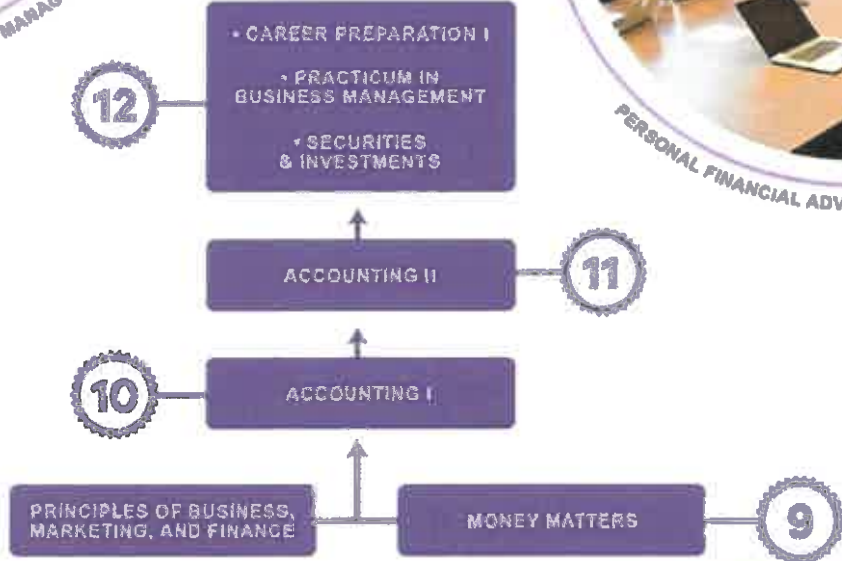 12
• CAREER PREPARATION I
• PRACTICUM IN
BUSINESS MANAGEMENT
• SECURITIES
& INVESTMENTS
PERSONAL FINANCIAL ADV
ACCOUNTING II
11
10
ACCOUNTING I
PRINCIPLES OF BUSINESS,
MARKETING, AND FINANCE
MONEY MATTERS
9